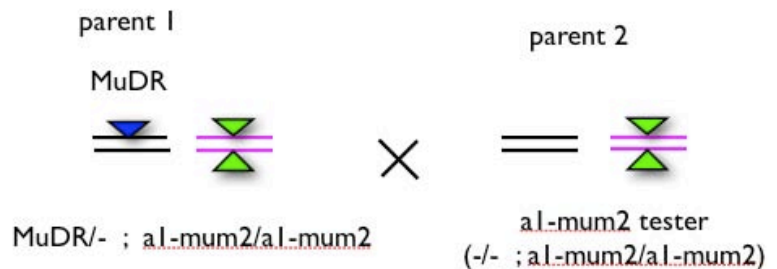 parent 1
parent 2
MuDR
MuDR/- ; a1-mum2/a1-mum2
a1-mum2 tester
(-/- ; a1-mum2/a1-mum2)